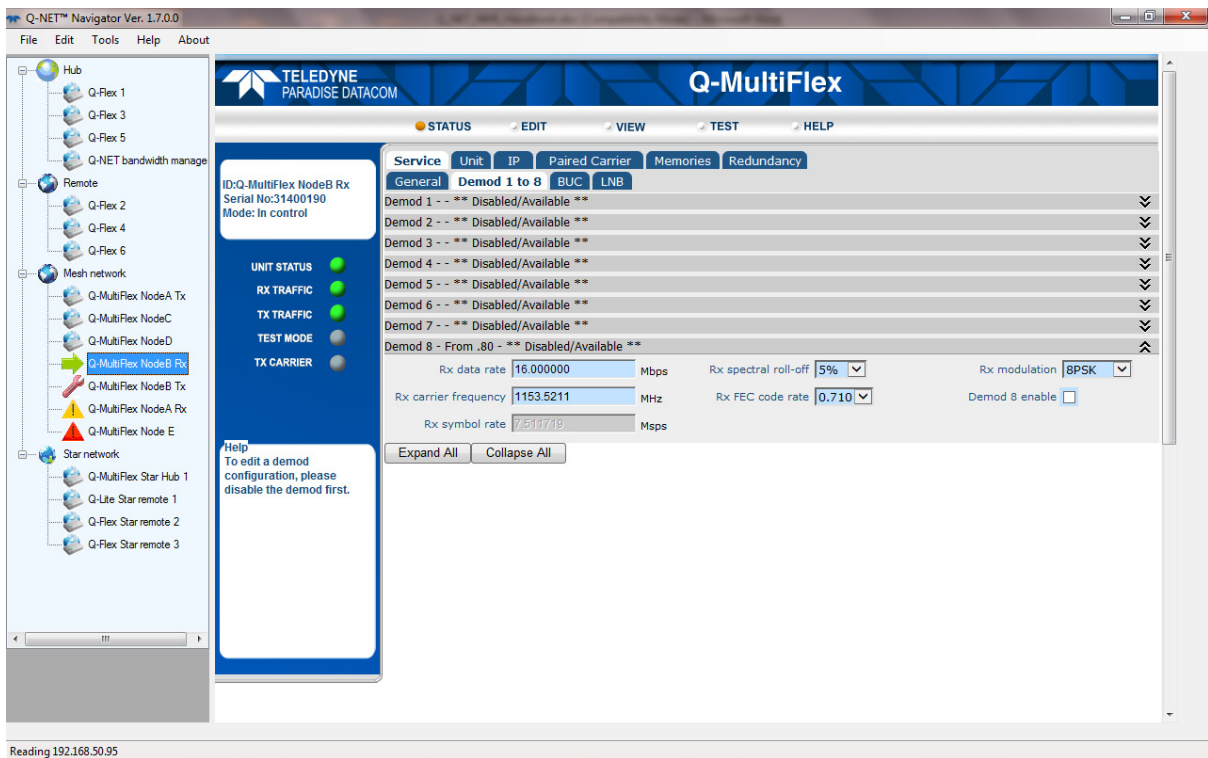 Q-NET™ Navigator Ver. 1.7.0.0
File Edit Tools Help About
Hub
Q-Flex 1
Q-Flex 3
Q-Flex 5
Q-NET bandwidth manage
Remote
Q-Flex 2
Q-Flex 4
Q-Flex 6
Mesh network
Q-MultiFlex NodeA Tx
Q-MultiFlex NodeC
Q-MultiFlex NodeD
Q-MultiFlex NodeB Rx
Q-MultiFlex NodeB Tx
Q-MultiFlex NodeA Rx
Q-MultiFlex Node E
Star network
Q-MultiFlex Star Hub 1
Q-Lite Star remote 1
Q-Flex Star remote 2
Q-Flex Star remote 3
TELEDYNE
PARADISE DATACOM
Q-MultiFlex
STATUS EDIT VIEW TEST HELP
ID:Q-MultiFlex NodeB Rx
Serial No:31400190
Mode: In control
UNIT STATUS
RX TRAFFIC
TX TRAFFIC
TEST MODE
TX CARRIER
Help
To edit a demod
configuration, please
disable the demod first.
Service Unit IP Paired Carrier Memories Redundancy
General Demod 1 to 8 BUC LNB
Demod 1 - - ** Disabled/Available **
Demod 2 - - ** Disabled/Available **
Demod 3 - - ** Disabled/Available **
Demod 4 - - ** Disabled/Available **
Demod 5 - - ** Disabled/Available **
Demod 6 - - ** Disabled/Available **
Demod 7 - - ** Disabled/Available **
Demod 8 - From .80 - ** Disabled/Available **
Rx data rate 16.000000 Mbps Rx spectral roll-off 5% Rx modulation 8PSK
Rx carrier frequency 1153.5211 MHz Rx FEC code rate 0.710 Demod 8 enable
Rx symbol rate 7.511719 Msps
Expand All Collapse All
Reading 192.168.50.95